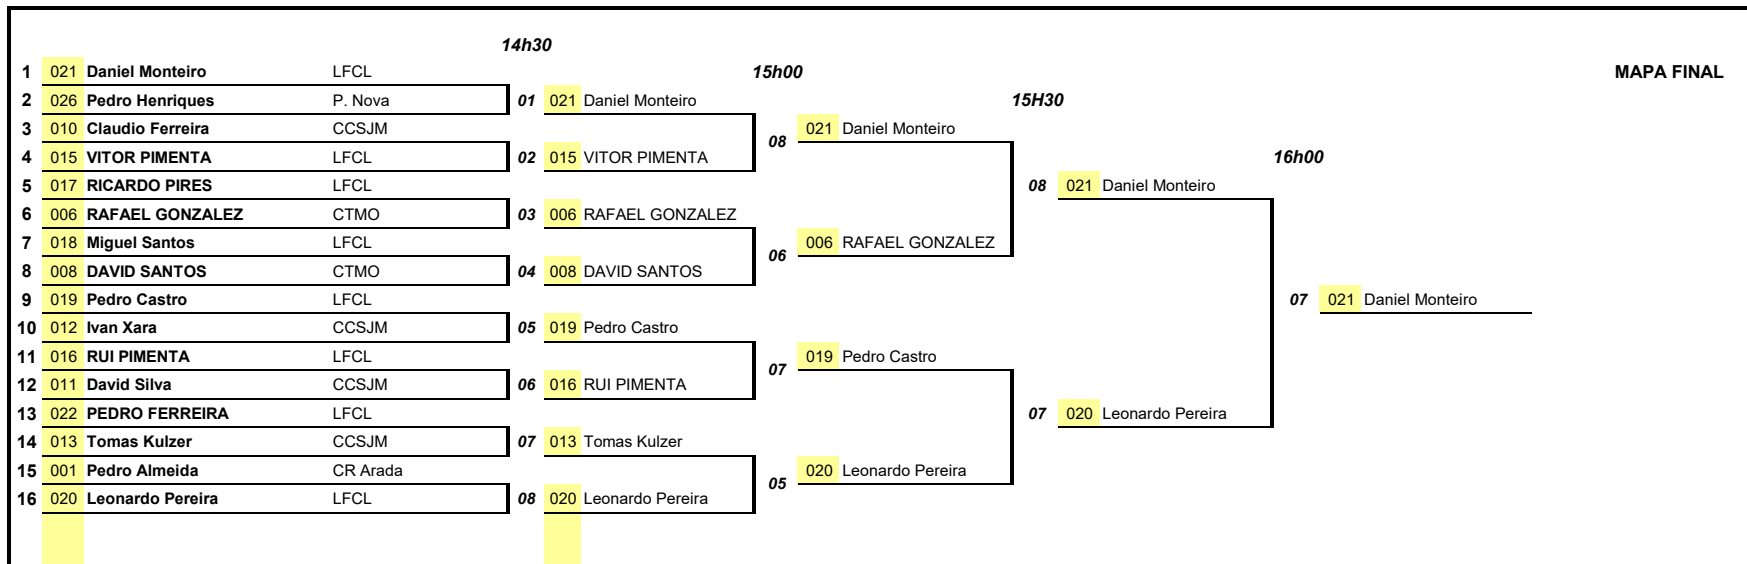 14h30
1 021 Daniel Monteiro LFCL 15h00 MAPA FINAL
2 026 Pedro Henriques P. Nova 01 021 Daniel Monteiro 15H30
3 010 Claudio Ferreira CCSJM 021 Daniel Monteiro
08
4 015 VITOR PIMENTA LFCL 02 015 VITOR PIMENTA 16h00
5 017 RICARDO PIRES LFCL 08 021 Daniel Monteiro
6 006 RAFAEL GONZALEZ CTMO 03 006 RAFAEL GONZALEZ
7 018 Miguel Santos LFCL 006 RAFAEL GONZALEZ
06
8 008 DAVID SANTOS CTMO 04 008 DAVID SANTOS
9 019 Pedro Castro LFCL 07 021 Daniel Monteiro
10 012 Ivan Xara CCSJM 05 019 Pedro Castro
11 016 RUI PIMENTA LFCL 019 Pedro Castro
07
12 011 David Silva CCSJM 06 016 RUI PIMENTA
13 022 PEDRO FERREIRA LFCL 07 020 Leonardo Pereira
14 013 Tomas Kulzer CCSJM 07 013 Tomas Kulzer
15 001 Pedro Almeida CR Arada 020 Leonardo Pereira
05
16 020 Leonardo Pereira LFCL 08 020 Leonardo Pereira